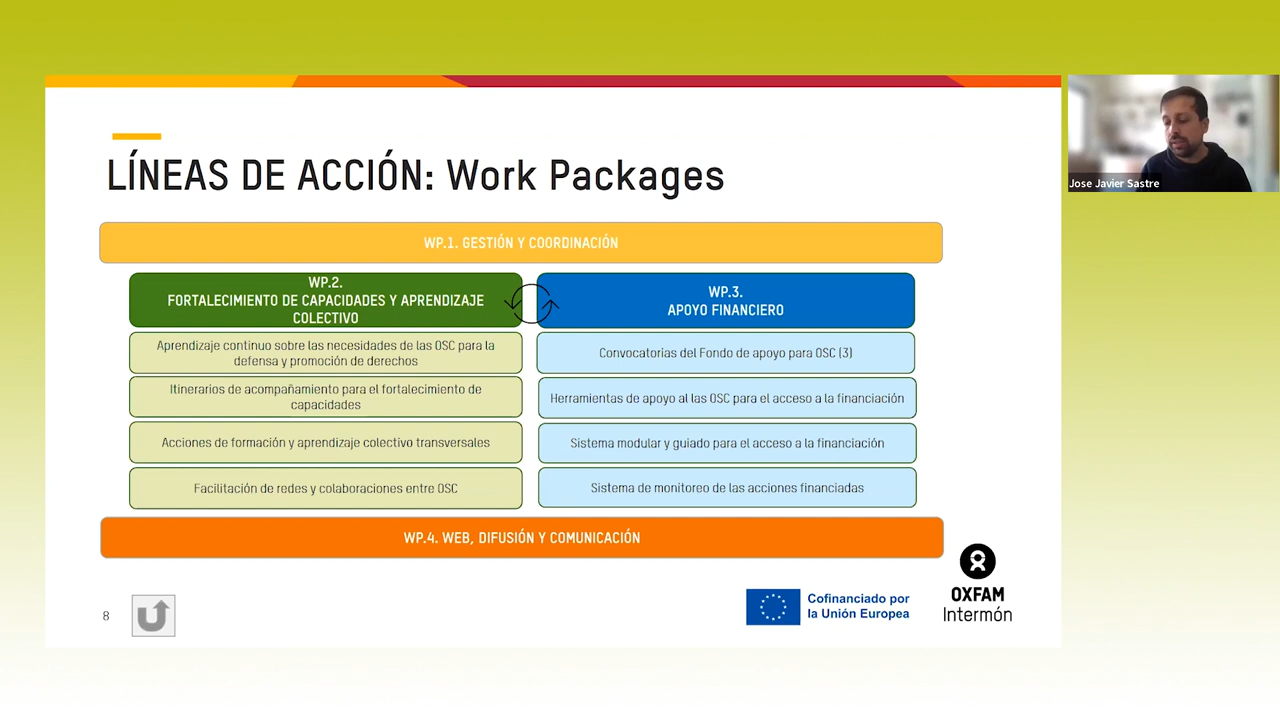 LÍNEAS DE ACCIÓN: Work Packages
WP.1. GESTIÓN Y COORDINACIÓN
WP.2.
FORTALECIMIENTO DE CAPACIDADES Y APRENDIZAJE
COLECTIVO
Aprendizaje continuo sobre las necesidades de las OSC para la
defensa y promoción de derechos
Itinerarios de acompañamiento para el fortalecimiento de
capacidades
Acciones de formación y aprendizaje colectivo transversales
Facilitación de redes y colaboraciones entre OSC
WP.3.
APOYO FINANCIERO
Convocatorias del Fondo de apoyo para OSC (3)
Herramientas de apoyo al las OSC para el acceso a la financiación
Sistema modular y guiado para el acceso a la financiación
Sistema de monitoreo de las acciones financiadas
WP.4. WEB, DIFUSIÓN Y COMUNICACIÓN
8
Cofinanciado por
la Unión Europea
OXFAM
Intermón
Jose Javier Sastre